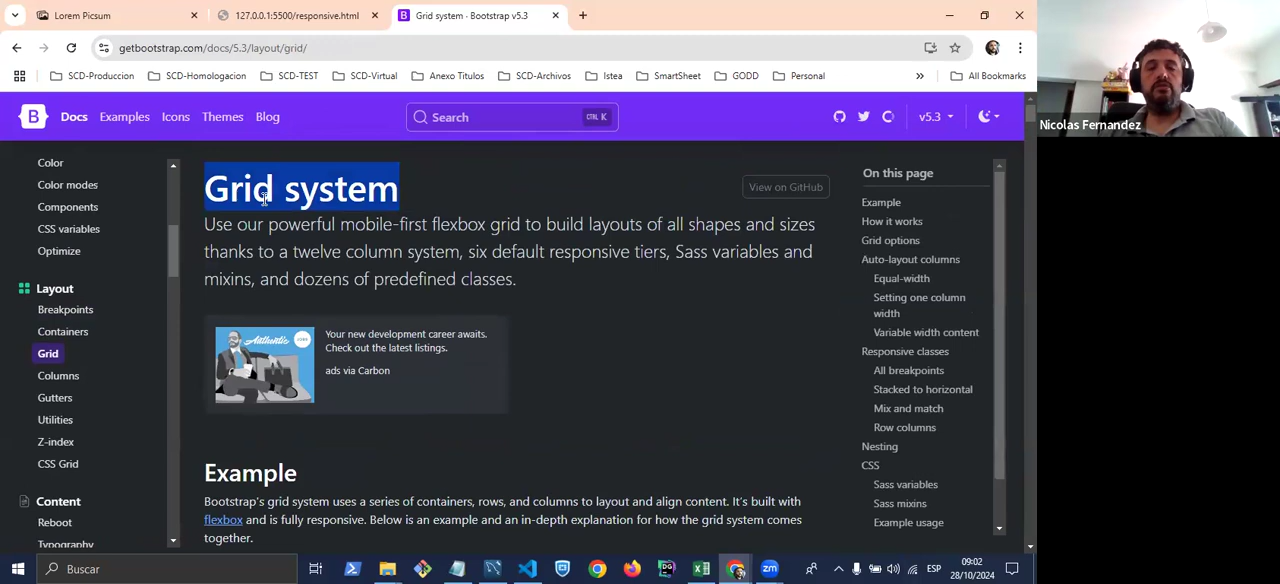 Lorem Picsum
127.0.0.1:5500/responsive.html
Grid system · Bootstrap v5.3
getbootstrap.com/docs/5.3/layout/grid/
SCD-Produccion
SCD-Homologacion
SCD-TEST
SCD-Virtual
Anexo Titulos
SCD-Archivos
Istea
SmartSheet
GODD
Personal
»
All Bookmarks
B
Docs
Examples
Icons
Themes
Blog
Search
CTRL K
v5.3
Nicolas Fernandez
Color
Color modes
Components
CSS variables
Optimize
Layout
Breakpoints
Containers
Grid
Columns
Gutters
Utilities
Z-index
CSS Grid
Content
Reboot
Typography
Grid system
View on GitHub
Use our powerful mobile-first flexbox grid to build layouts of all shapes and sizes
thanks to a twelve column system, six default responsive tiers, Sass variables and
mixins, and dozens of predefined classes.
Authentic
JOBS
Your new development career awaits.
Check out the latest listings.
ads via Carbon
Example
Bootstrap's grid system uses a series of containers, rows, and columns to layout and align content. It's built with
flexbox and is fully responsive. Below is an example and an in-depth explanation for how the grid system comes
together.
On this page
Example
How it works
Grid options
Auto-layout columns
Equal-width
Setting one column
width
Variable width content
Responsive classes
All breakpoints
Stacked to horizontal
Mix and match
Row columns
Nesting
CSS
Sass variables
Sass mixins
Example usage
Buscar
zm
ESP
09:02
28/10/2024